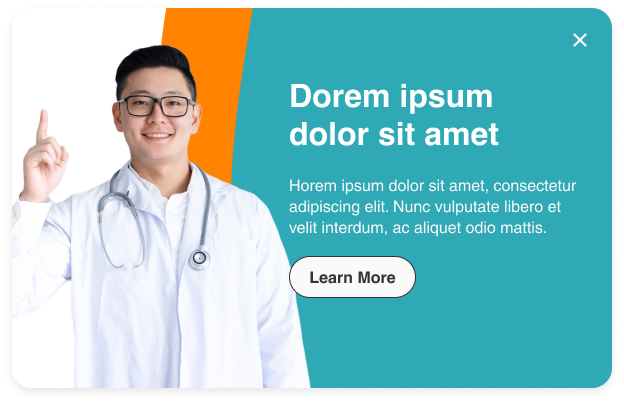 Dorem ipsum
dolor sit amet
Horem ipsum dolor sit amet, consectetur
adipiscing elit. Nunc vulputate libero et
velit interdum, ac aliquet odio mattis.
Learn More